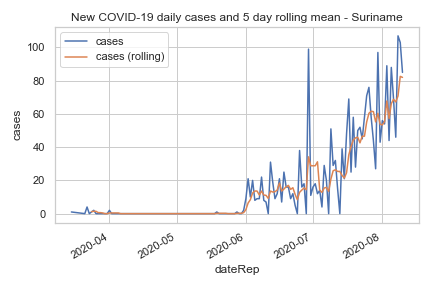 New COVID-19 daily cases and 5 day rolling mean - Suriname
cases
cases (rolling)
100
80
60
40
20
0
cases
2020-04
2020-05
2020-06
2020-07
2020-08
dateRep